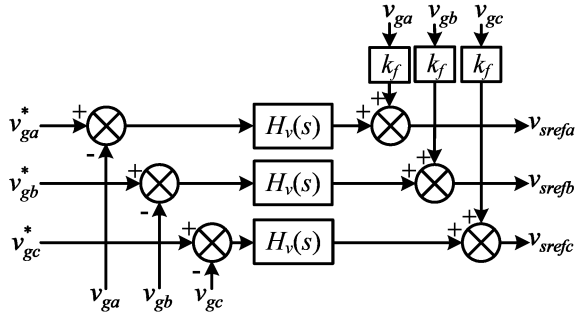 v_ga v_gb v_gc
k_f k_f k_f
+ +
v*_ga + H_v(s) + v_srefa
-
+ +
v*_gb + H_v(s) + v_srefb
-
+ +
v*_gc + H_v(s) + v_srefc
-
v_ga v_gb v_gc